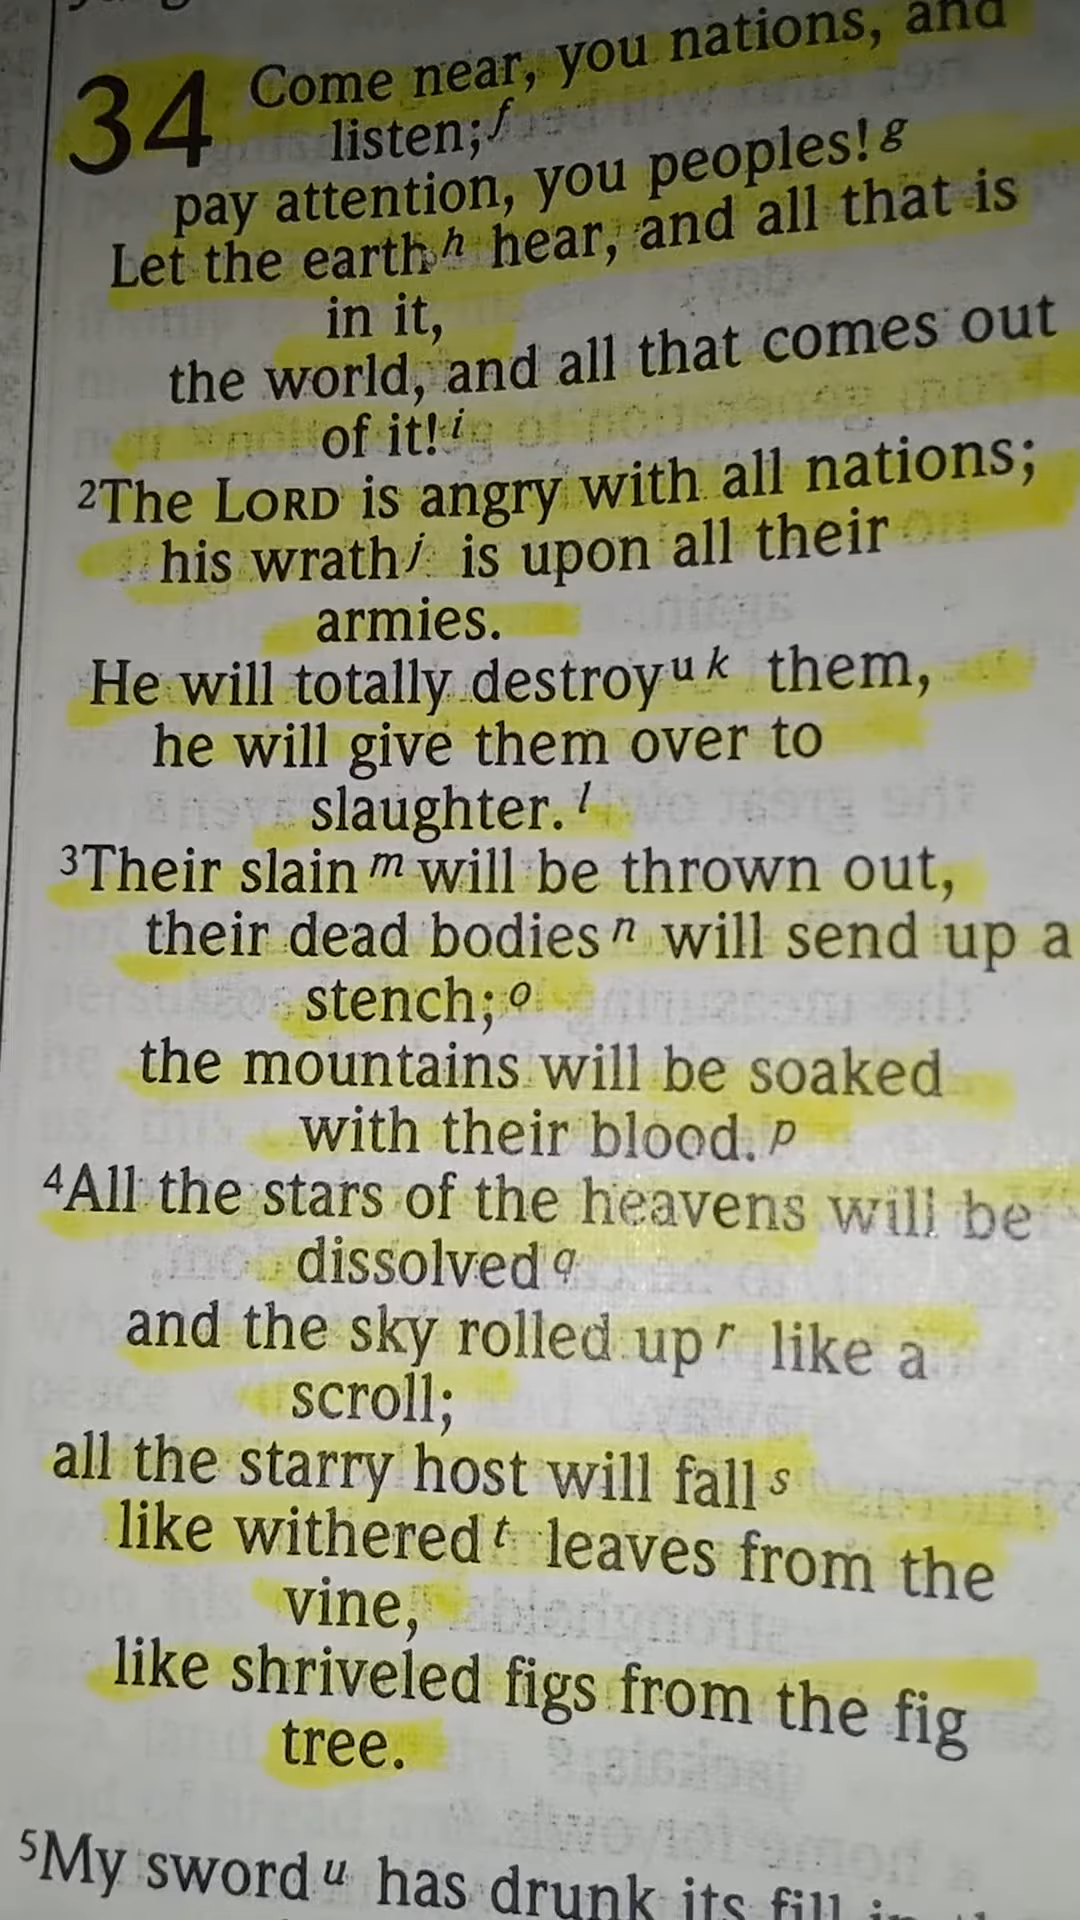 34 Come near, you nations, and
listen;f
pay attention, you peoples!g
Let the earthh hear, and all that is
in it,
the world, and all that comes out
of it!i
2The LORD is angry with all nations;
his wrathj is upon all their
armies.
He will totally destroyu k them,
he will give them over to
slaughter.l
3Their slainm will be thrown out,
their dead bodiesn will send up a
stench;o
the mountains will be soaked
with their blood.p
4All the stars of the heavens will be
dissolvedq
and the sky rolled upr like a
scroll;
all the starry host will falls
like witheredt leaves from the
vine,
like shriveled figs from the fig
tree.
5My swordu has drunk its fill